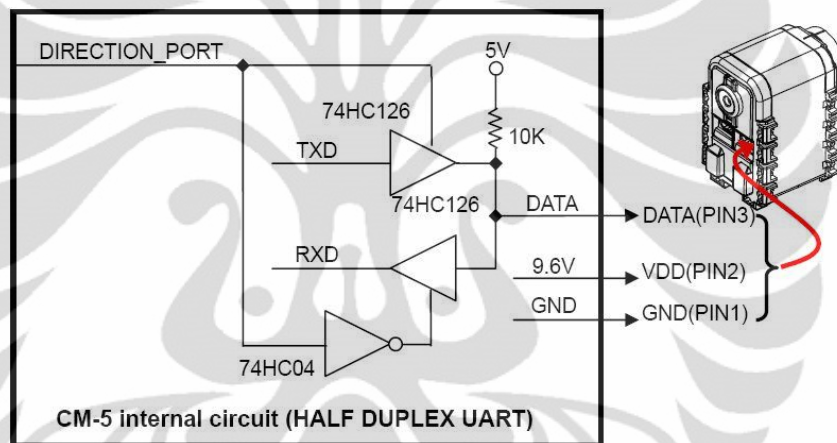 DIRECTION_PORT
5V
74HC126
10K
TXD
74HC126
DATA
DATA(PIN3)
RXD
9.6V
VDD(PIN2)
GND
GND(PIN1)
74HC04
CM-5 internal circuit (HALF DUPLEX UART)